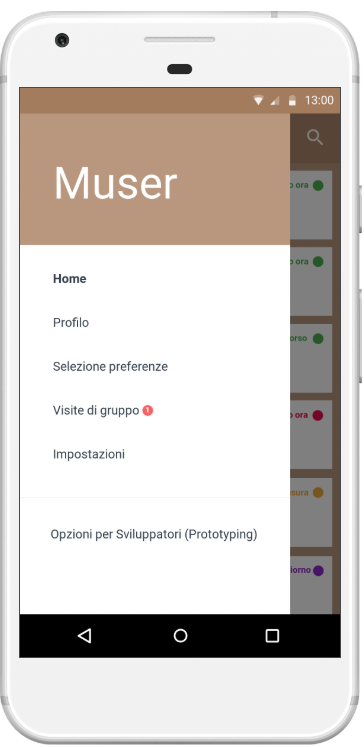 13:00
Muser
Home
Profilo
Selezione preferenze
Visite di gruppo 1
Impostazioni
Opzioni per Sviluppatori (Prototyping)
ora
ora
orso
ora
sura
iorno